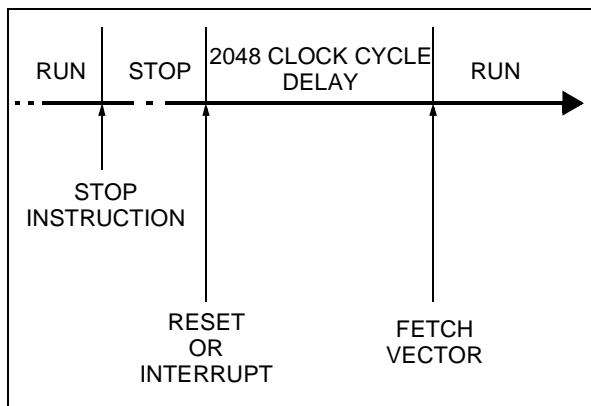 RUN
STOP
2048 CLOCK CYCLE
DELAY
RUN
STOP
INSTRUCTION
RESET
OR
INTERRUPT
FETCH
VECTOR